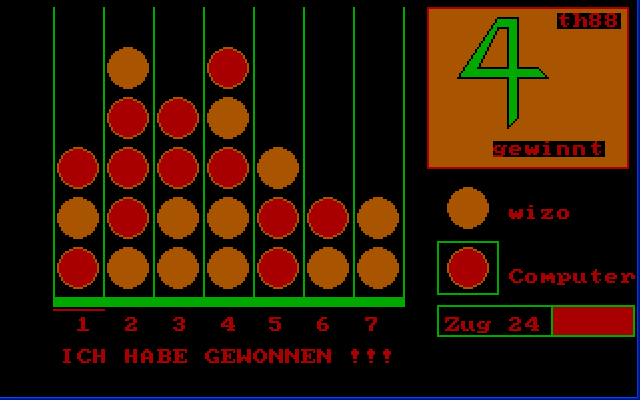 th88
4
gewinnt
wizo
Computer
Zug 24
1 2 3 4 5 6 7
ICH HABE GEWONNEN !!!